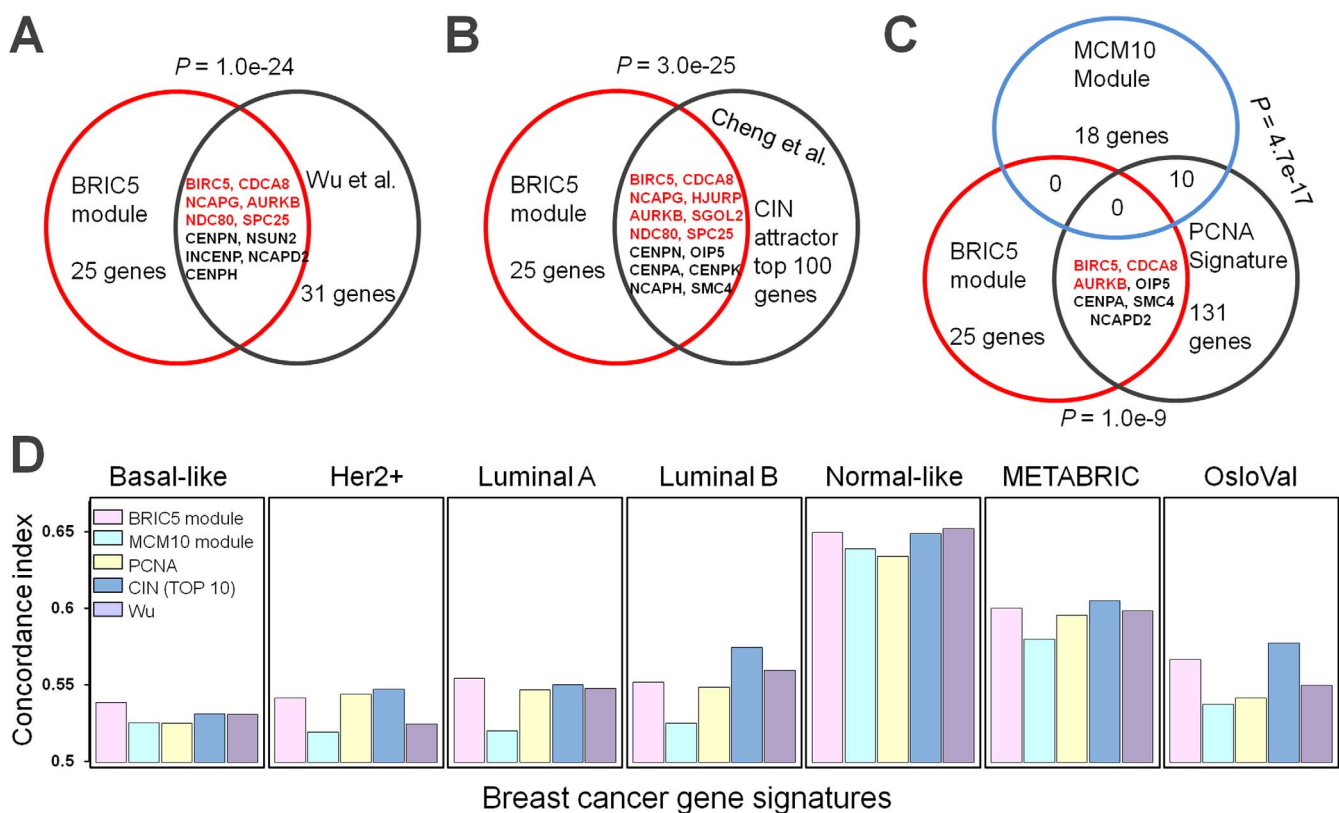 A
P = 1.0e-24
BRIC5
module
25 genes
BIRC5, CDCA8
NCAPG, AURKB
NDC80, SPC25
CENPN, NSUN2
INCENP, NCAPD2
CENPH
Wu et al.
31 genes
B
P = 3.0e-25
BRIC5
module
25 genes
BIRC5, CDCA8
NCAPG, HJURP
AURKB, SGOL2
NDC80, SPC25
CENPN, OIP5
CENPA, CENPK
NCAPH, SMC4
Cheng et al.
CIN
attractor
top 100
genes
C
MCM10
Module
18 genes
P = 4.7e-17
0
10
0
BRIC5
module
25 genes
BIRC5, CDCA8
AURKB, OIP5
CENPA, SMC4
NCAPD2
PCNA
Signature
131
genes
P = 1.0e-9
D
Basal-like
Her2+
Luminal A
Luminal B
Normal-like
METABRIC
OsloVal
Concordance index
0.65
0.6
0.55
0.5
BRIC5 module
MCM10 module
PCNA
CIN (TOP 10)
Wu
Breast cancer gene signatures